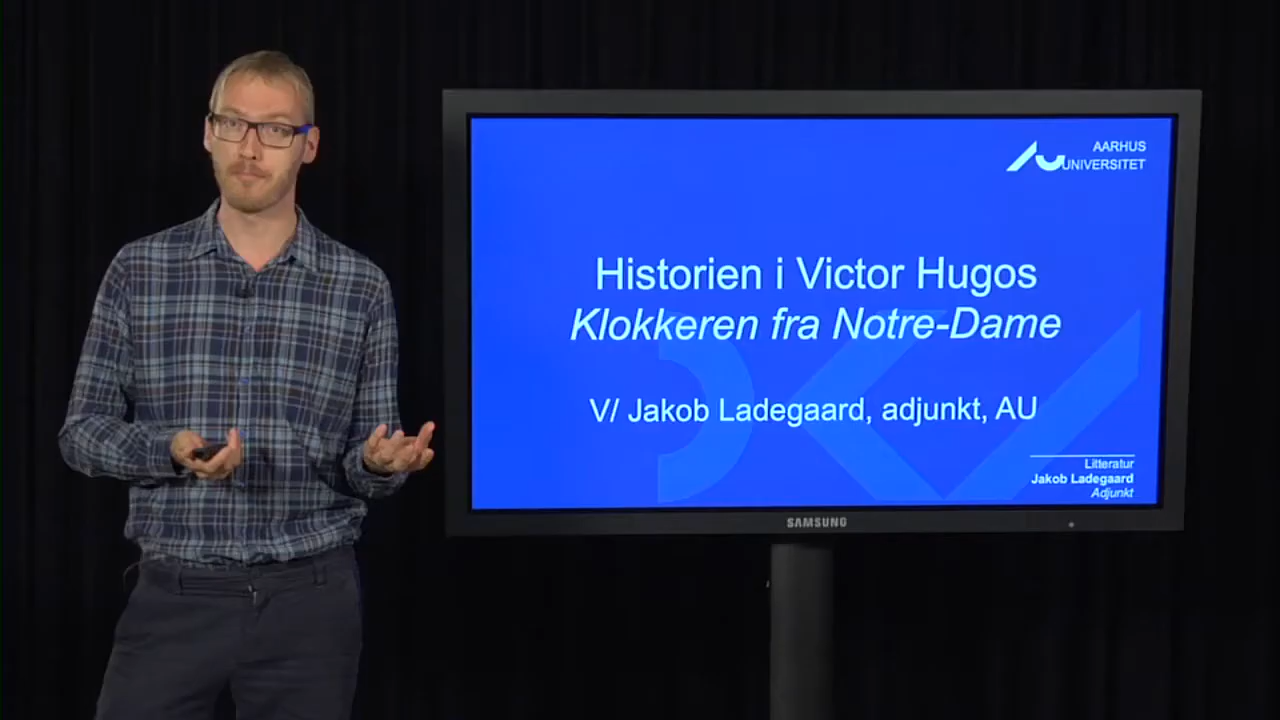 AARHUS
UNIVERSITET
Historien i Victor Hugos
Klokkeren fra Notre-Dame
V/ Jakob Ladegaard, adjunkt, AU
Litteratur
Jakob Ladegaard
Adjunkt
SAMSUNG